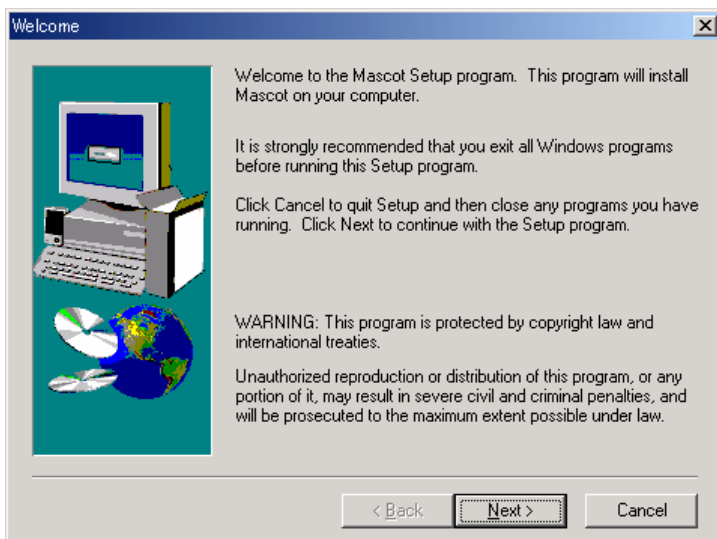 Welcome
Welcome to the Mascot Setup program.  This program will install
Mascot on your computer.
It is strongly recommended that you exit all Windows programs
before running this Setup program.
Click Cancel to quit Setup and then close any programs you have
running.  Click Next to continue with the Setup program.
WARNING: This program is protected by copyright law and
international treaties.
Unauthorized reproduction or distribution of this program, or any
portion of it, may result in severe civil and criminal penalties, and
will be prosecuted to the maximum extent possible under law.
< Back  Next >  Cancel